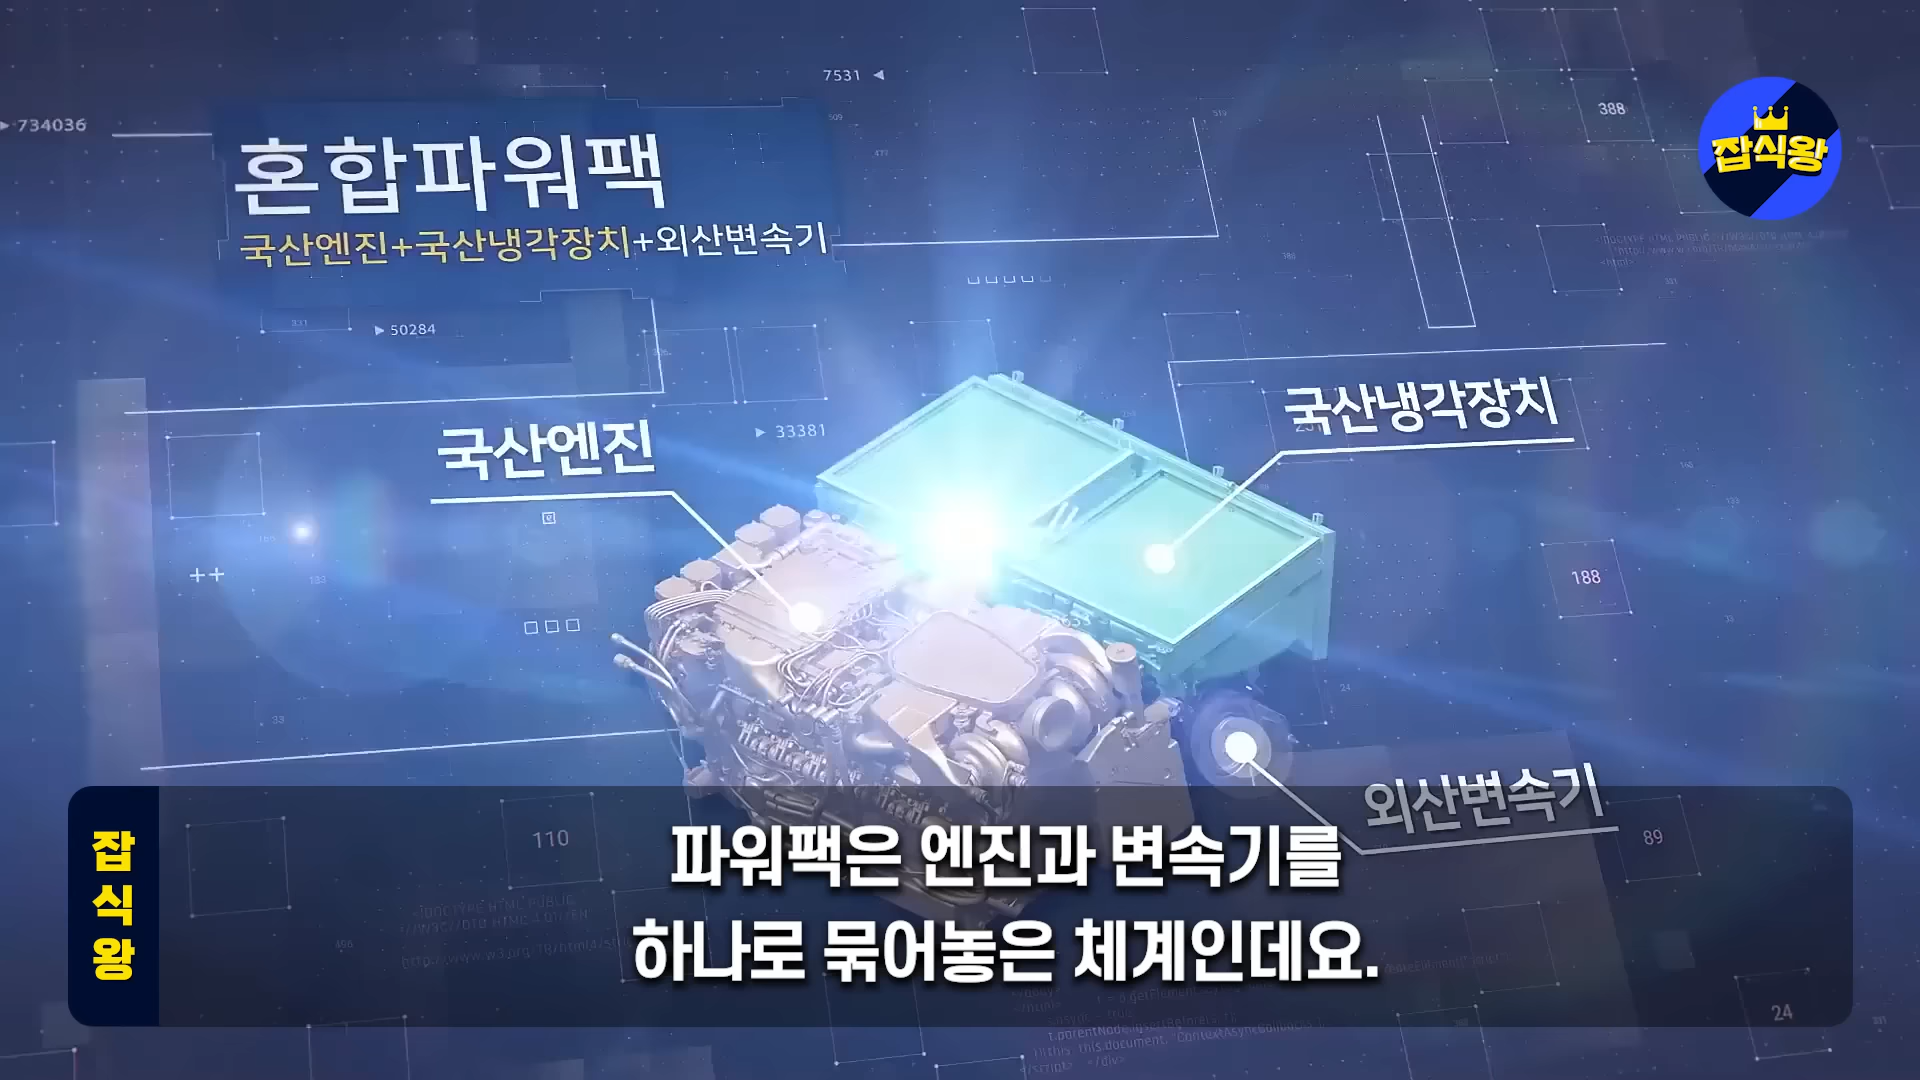 7531
388
734036
잡식왕
혼합파워팩
국산엔진+국산냉각장치+외산변속기
50284
국산냉각장치
국산엔진
33381
188
++
외산변속기
110
89
잡식왕
파워팩은 엔진과 변속기를
하나로 묶어놓은 체계인데요.
24